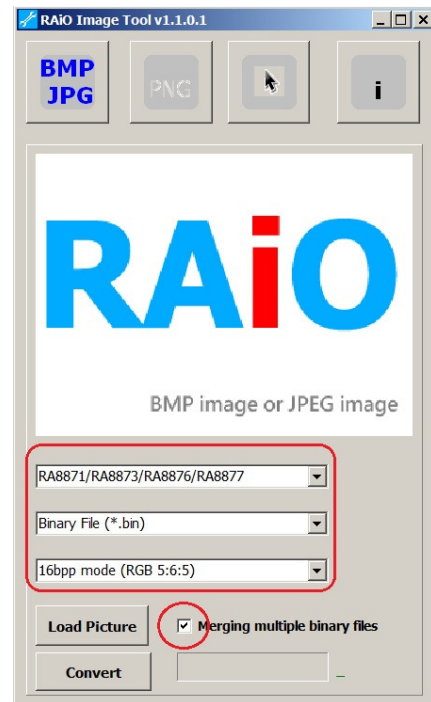 RAiO Image Tool v1.1.0.1
BMP
JPG
PNG
i
RAiO
BMP image or JPEG image
RA8871/RA8873/RA8876/RA8877
Binary File (*.bin)
16bpp mode (RGB 5:6:5)
Load Picture
Merging multiple binary files
Convert